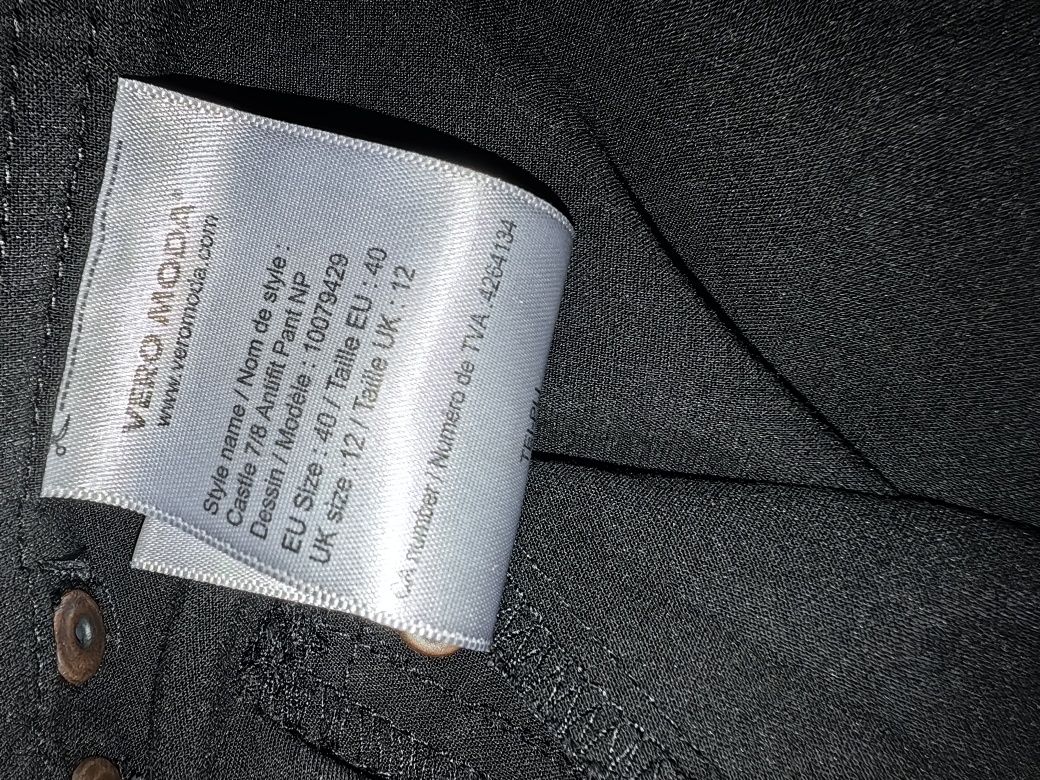 VERO MODA
www.veromoda.com
Style name / Nom de style :
Castle 7/8 Antifit Pant NP
Dessin / Modèle : 10079429
EU Size : 40 / Taille EU : 40
UK size : 12 / Taille UK : 12
CA number / Numéro de TVA : 4264134